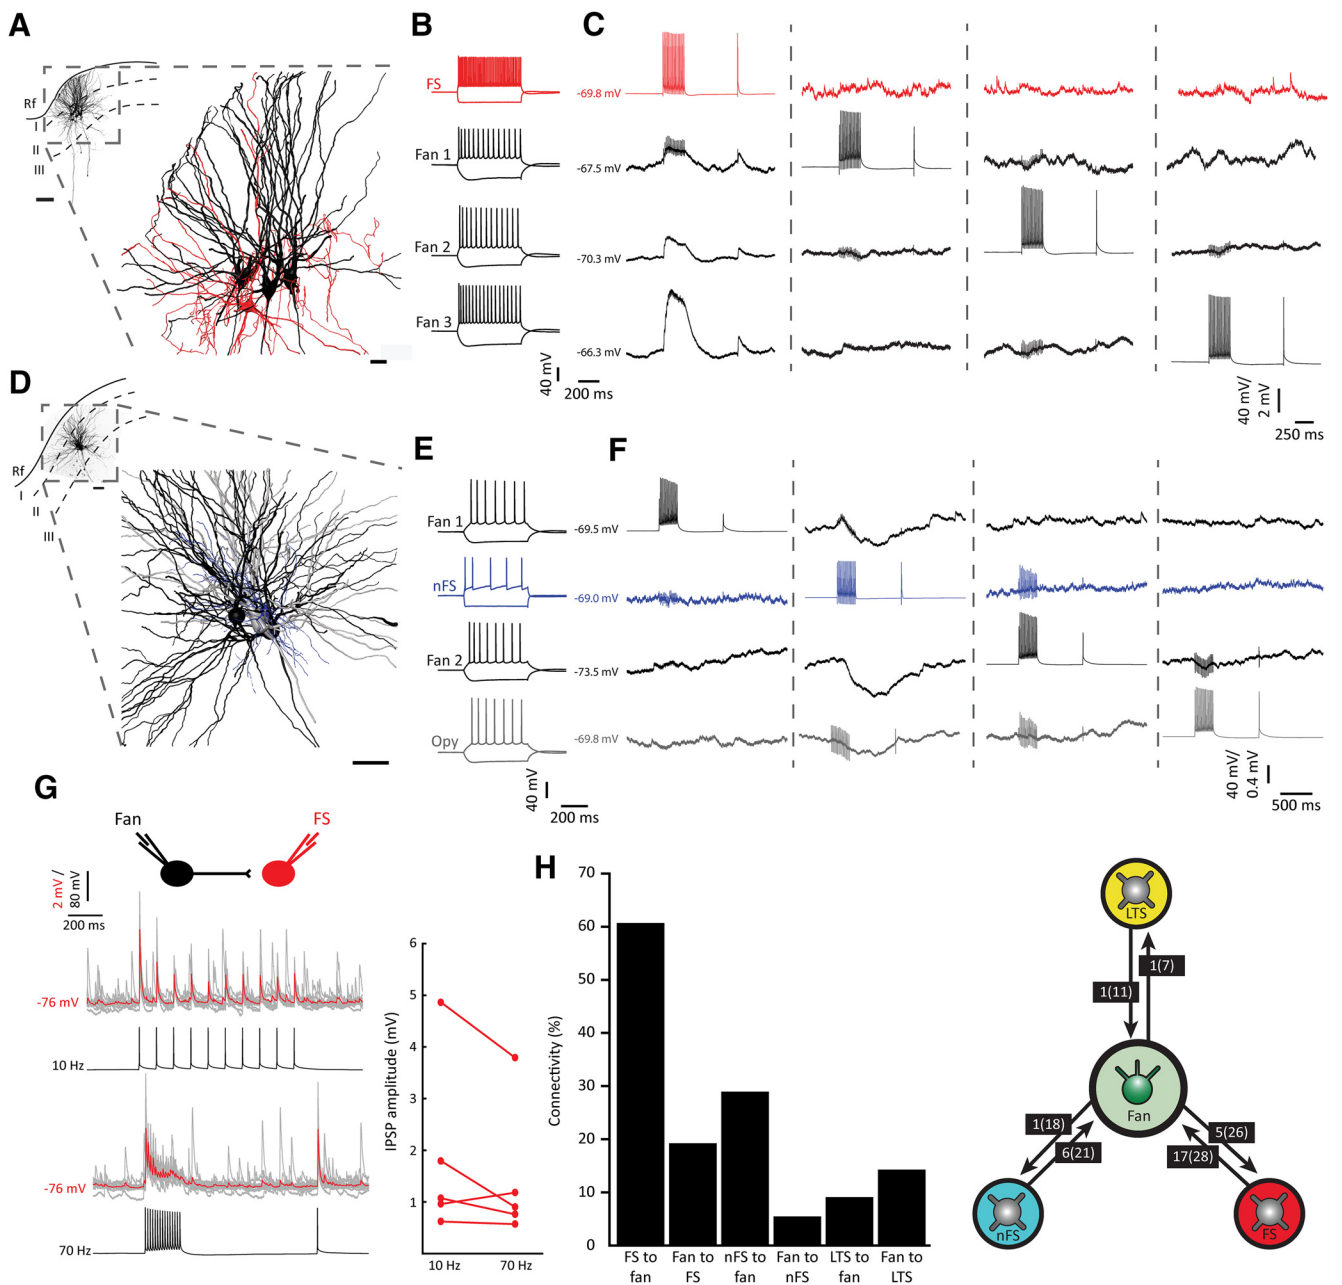 A
Rf
I
II
III
B
FS
Fan 1
Fan 2
Fan 3
40 mV
200 ms
C
-69.8 mV
-67.5 mV
-70.3 mV
-66.3 mV
40 mV/
2 mV
250 ms
D
Rf
I
II
III
E
Fan 1
nFS
Fan 2
Opy
40 mV
200 ms
F
-69.5 mV
-69.0 mV
-73.5 mV
-69.8 mV
40 mV/
0.4 mV
500 ms
G
Fan
FS
2 mV /
80 mV
200 ms
-76 mV
10 Hz
-76 mV
70 Hz
IPSP amplitude (mV)
6
5
4
3
2
1
10 Hz
70 Hz
H
Connectivity (%)
70
60
50
40
30
20
10
0
FS to
fan
Fan to
FS
nFS to
fan
Fan to
nFS
LTS to
fan
Fan to
LTS
LTS
1(7)
1(11)
Fan
1(18)
6(21)
5(26)
17(28)
nFS
FS